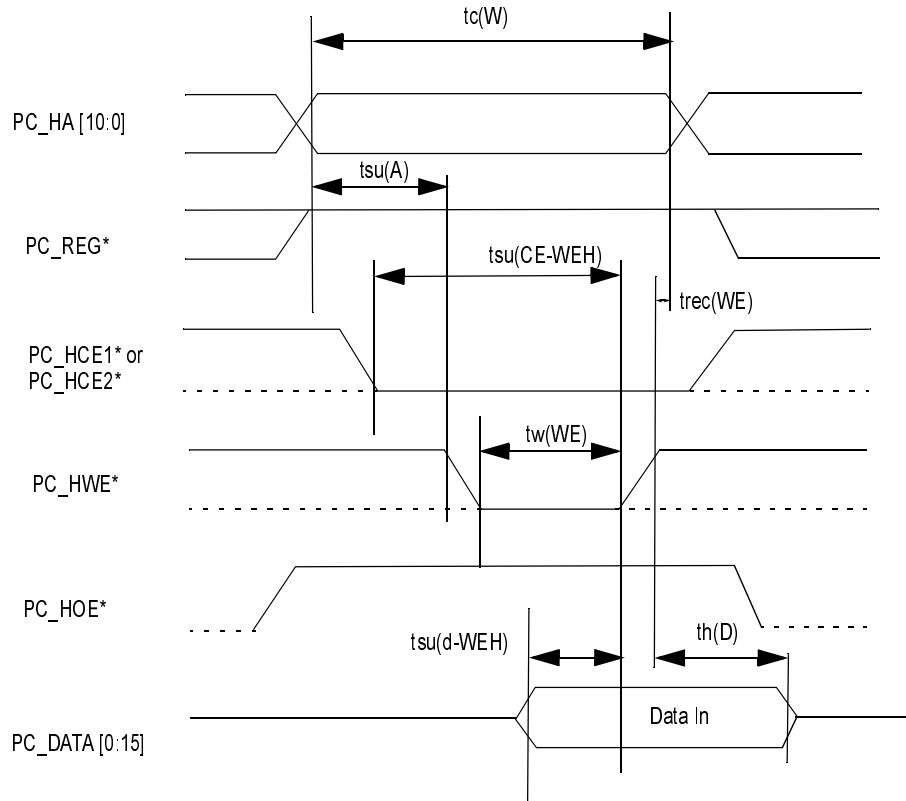 tc(W)
PC_HA [10:0]
tsu(A)
PC_REG*
tsu(CE-WEH)
trec(WE)
PC_HCE1* or
PC_HCE2*
tw(WE)
PC_HWE*
PC_HOE*
tsu(d-WEH)
th(D)
Data In
PC_DATA [0:15]